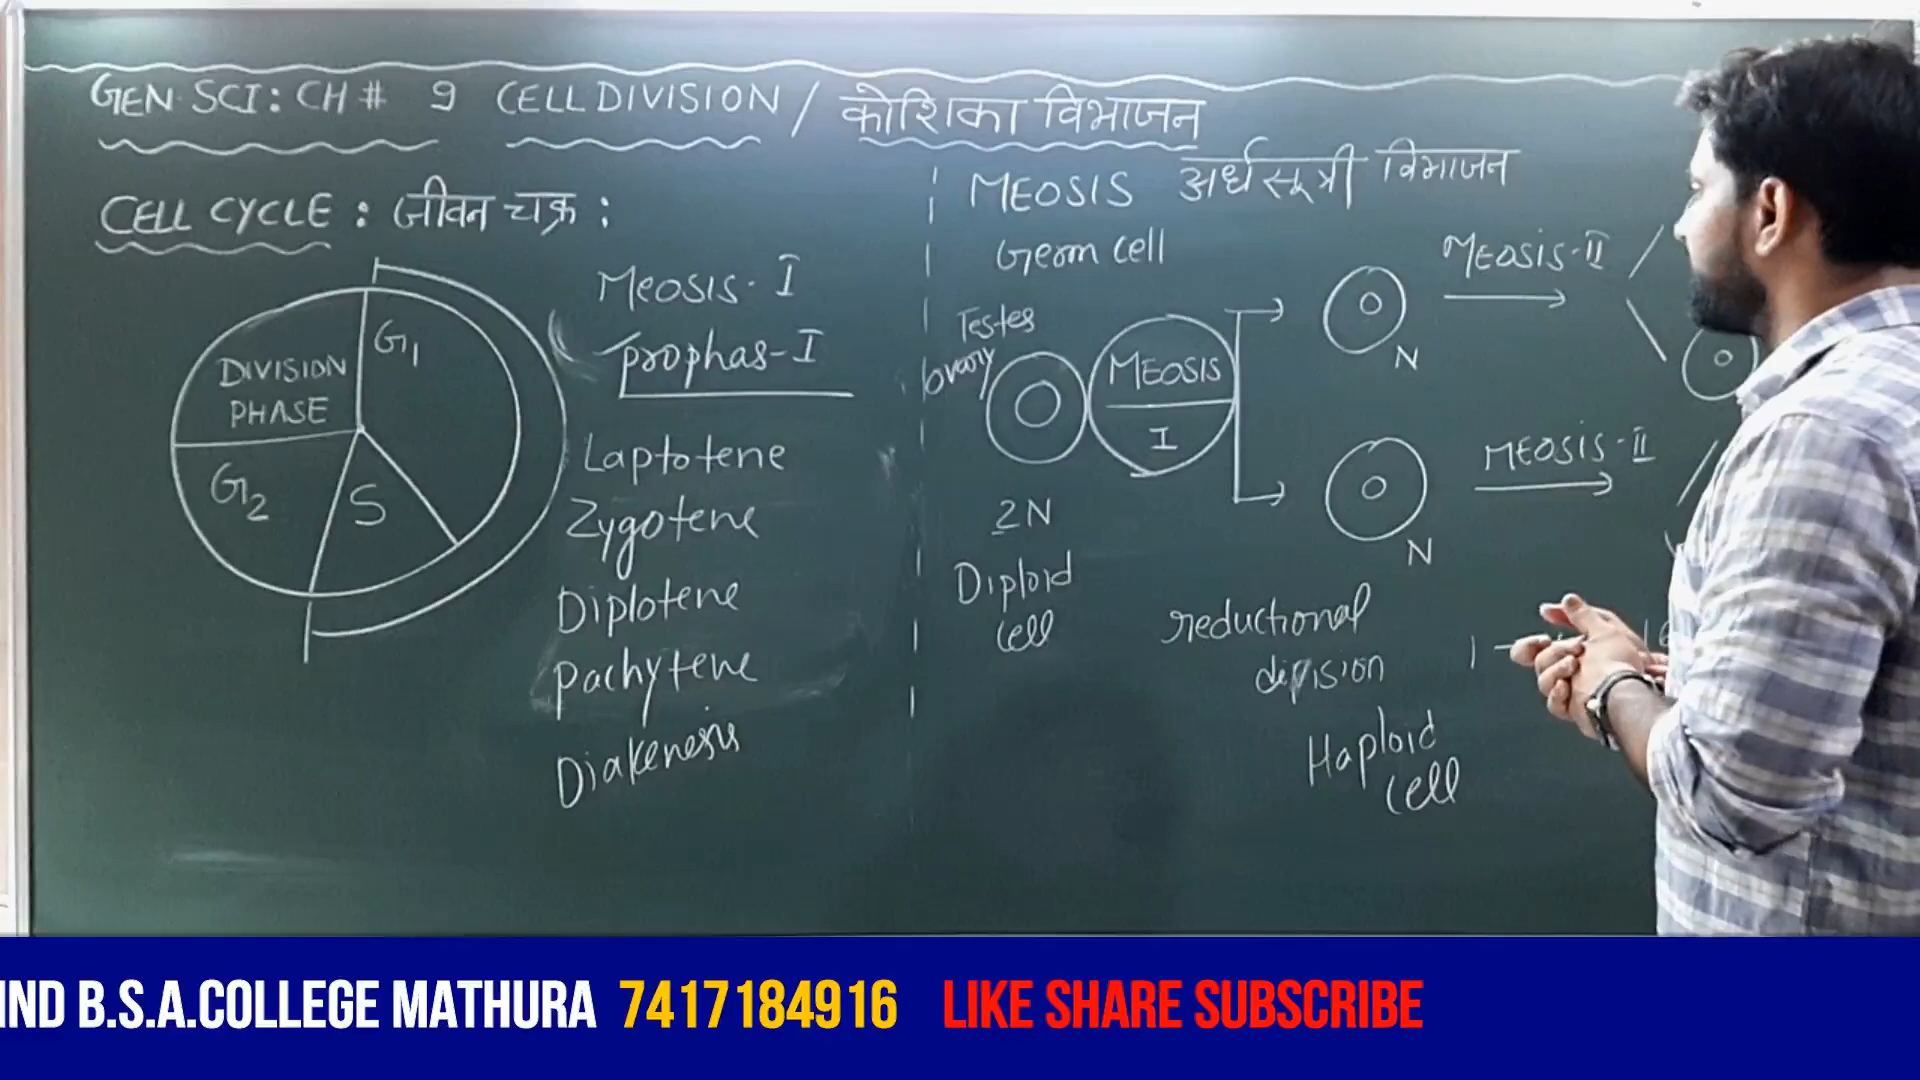 GEN SCI: CH # 9 CELL DIVISION / कोशिका विभाजन
CELL CYCLE : जीवन चक्र :
DIVISION
PHASE
G1
G2
S
MEOSIS - I
prophas-I
Laptotene
Zygotene
Diplotene
Pachytene
Diakenesis
MEOSIS अर्धसूत्री विभाजन
Germ cell
Testes
ovary
MEOSIS
I
2N
Diploid
cell
N
N
MEOSIS-II
MEOSIS-II
reductional
division
Haploid
cell
IND B.S.A.COLLEGE MATHURA 7417184916 LIKE SHARE SUBSCRIBE